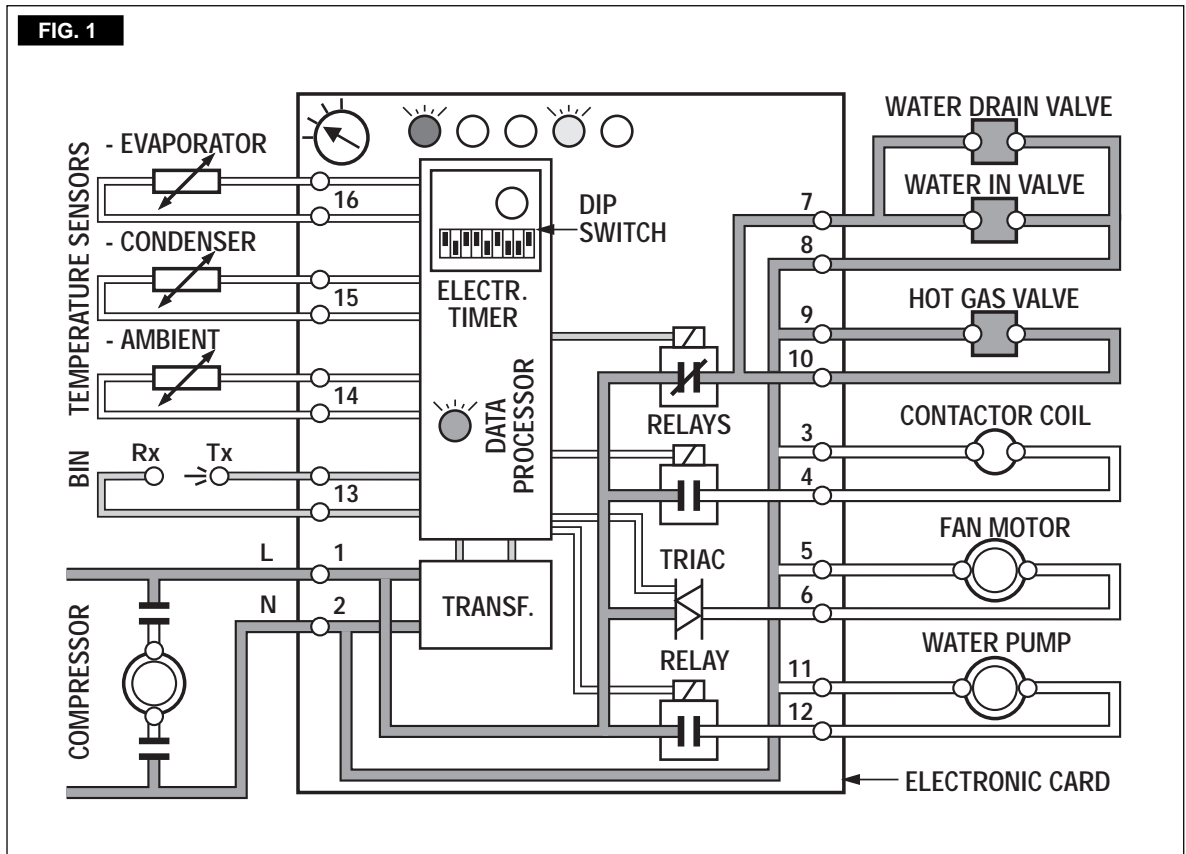 FIG. 1
TEMPERATURE SENSORS
- EVAPORATOR
16
- CONDENSER
15
- AMBIENT
14
BIN
Rx
Tx
13
L
1
N
2
COMPRESSOR
DIP
SWITCH
ELECTR.
TIMER
DATA
PROCESSOR
TRANSF.
RELAYS
TRIAC
RELAY
WATER DRAIN VALVE
WATER IN VALVE
7
8
HOT GAS VALVE
9
10
CONTACTOR COIL
3
4
FAN MOTOR
5
6
WATER PUMP
11
12
ELECTRONIC CARD